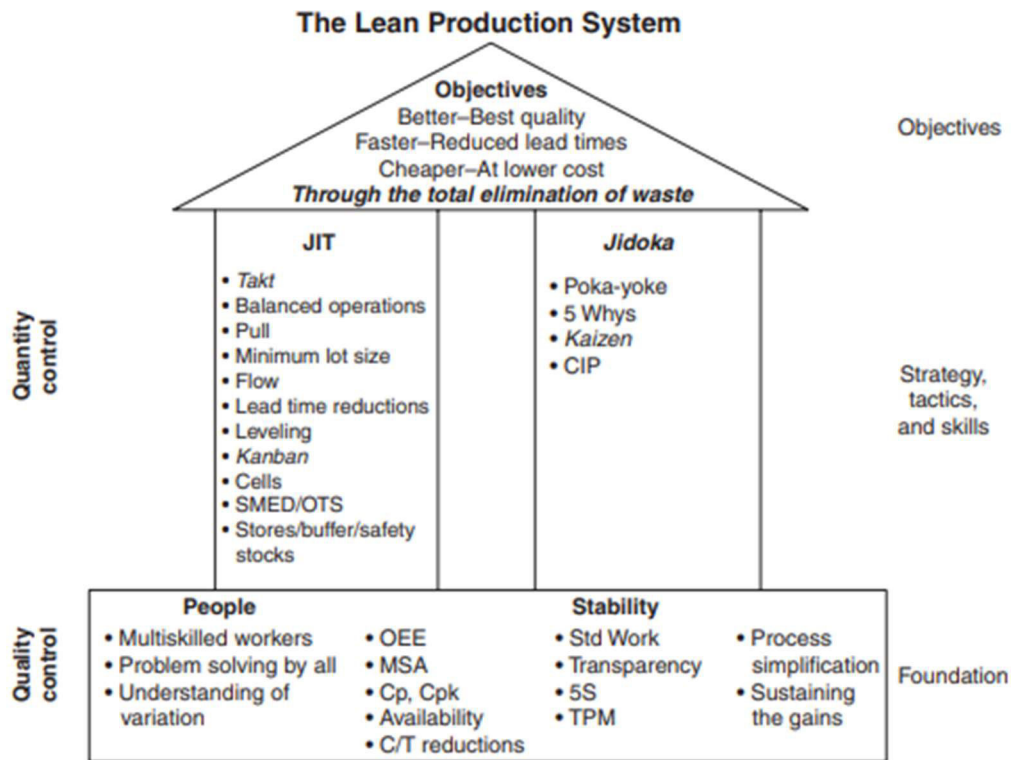 The Lean Production System
Objectives
Better–Best quality
Faster–Reduced lead times
Cheaper–At lower cost
Through the total elimination of waste
Objectives
Quantity
control
JIT
• Takt
• Balanced operations
• Pull
• Minimum lot size
• Flow
• Lead time reductions
• Leveling
• Kanban
• Cells
• SMED/OTS
• Stores/buffer/safety
stocks
Jidoka
• Poka-yoke
• 5 Whys
• Kaizen
• CIP
Strategy,
tactics,
and skills
Quality
control
People
• Multiskilled workers
• Problem solving by all
• Understanding of
variation
Stability
• OEE
• MSA
• Cp, Cpk
• Availability
• C/T reductions
• Std Work
• Transparency
• 5S
• TPM
• Process
simplification
• Sustaining
the gains
Foundation